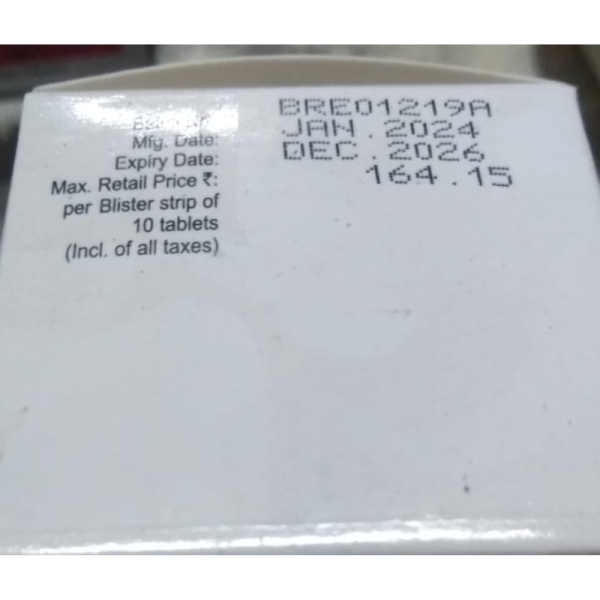 BRE01219A
Mfg. Date: JAN.2024
Expiry Date: DEC.2026
Max. Retail Price ₹: 164.15
per Blister strip of
10 tablets
(Incl. of all taxes)